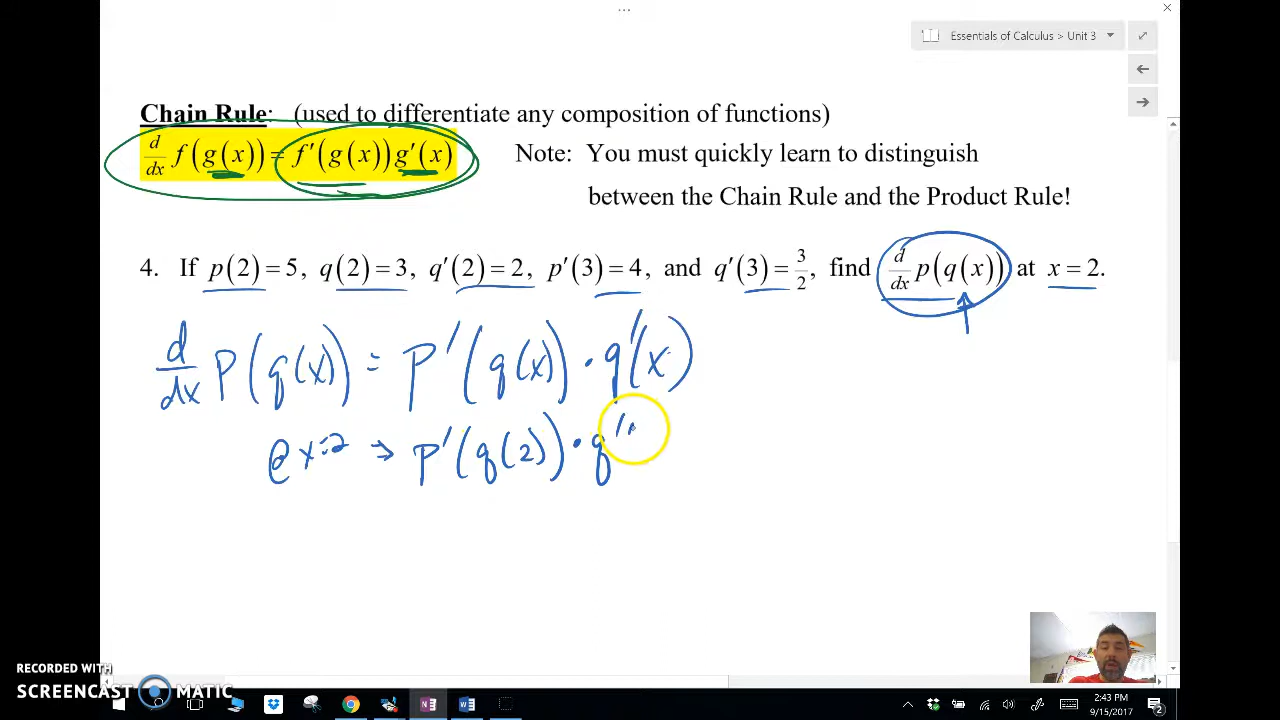 Essentials of Calculus > Unit 3
Chain Rule: (used to differentiate any composition of functions)
d/dx f(g(x)) = f′(g(x))g′(x) Note: You must quickly learn to distinguish
between the Chain Rule and the Product Rule!
4. If p(2) = 5, q(2) = 3, q′(2) = 2, p′(3) = 4, and q′(3) = 3/2, find d/dx p(q(x)) at x = 2.
d/dx p(q(x)) = p′(q(x)) · q′(x)
@ x=2 → p′(q(2)) · q′
RECORDED WITH
SCREENCAST MATIC
2:43 PM
9/15/2017
2